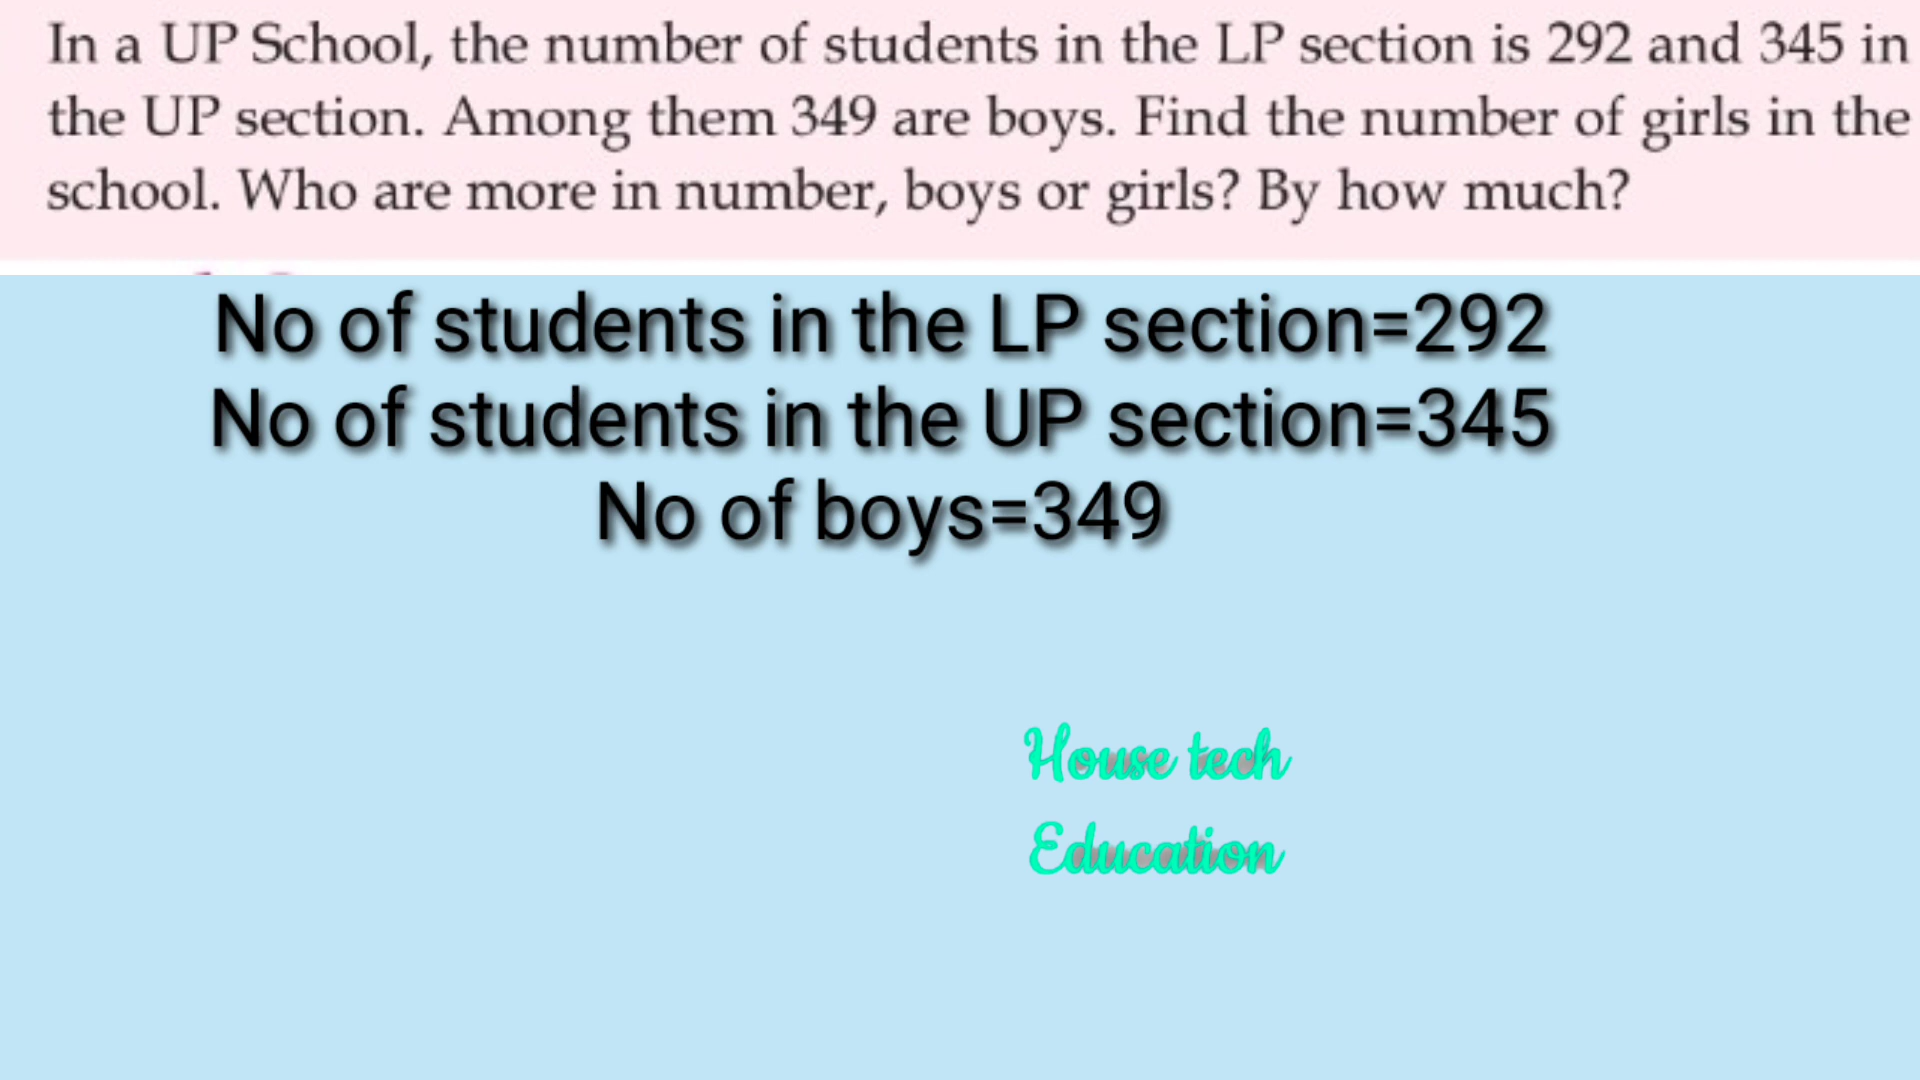 In a UP School, the number of students in the LP section is 292 and 345 in
the UP section. Among them 349 are boys. Find the number of girls in the
school. Who are more in number, boys or girls? By how much?
No of students in the LP section=292
No of students in the UP section=345
No of boys=349
House tech
Education